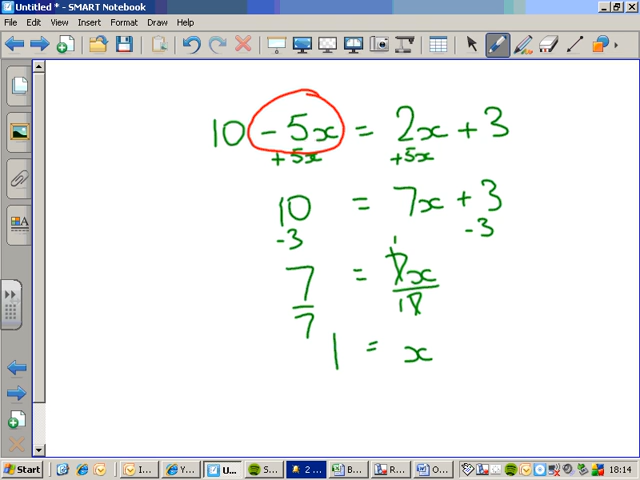 Untitled * - SMART Notebook
File Edit View Insert Format Draw Help
10 - 5x = 2x + 3
+5x +5x
10 = 7x + 3
-3 -3
7/7 = 7x/7
1 = x
Start I... Y... U... S... 2... B... R... O... 18:14